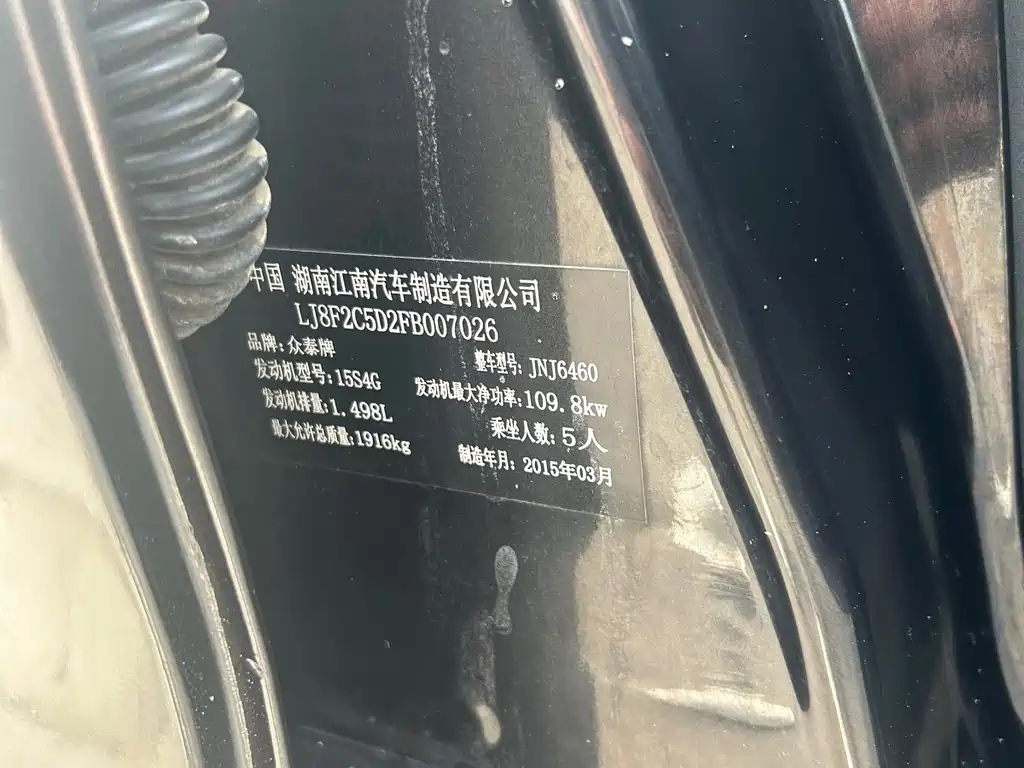 中国 湖南江南汽车制造有限公司
LJ8F2C5D2FB007026
品牌:众泰牌 整车型号: JNJ6460
发动机型号:15S4G 发动机最大净功率:109.8kw
发动机排量:1.498L 乘坐人数:5人
最大允许总质量:1916kg 制造年月: 2015年03月